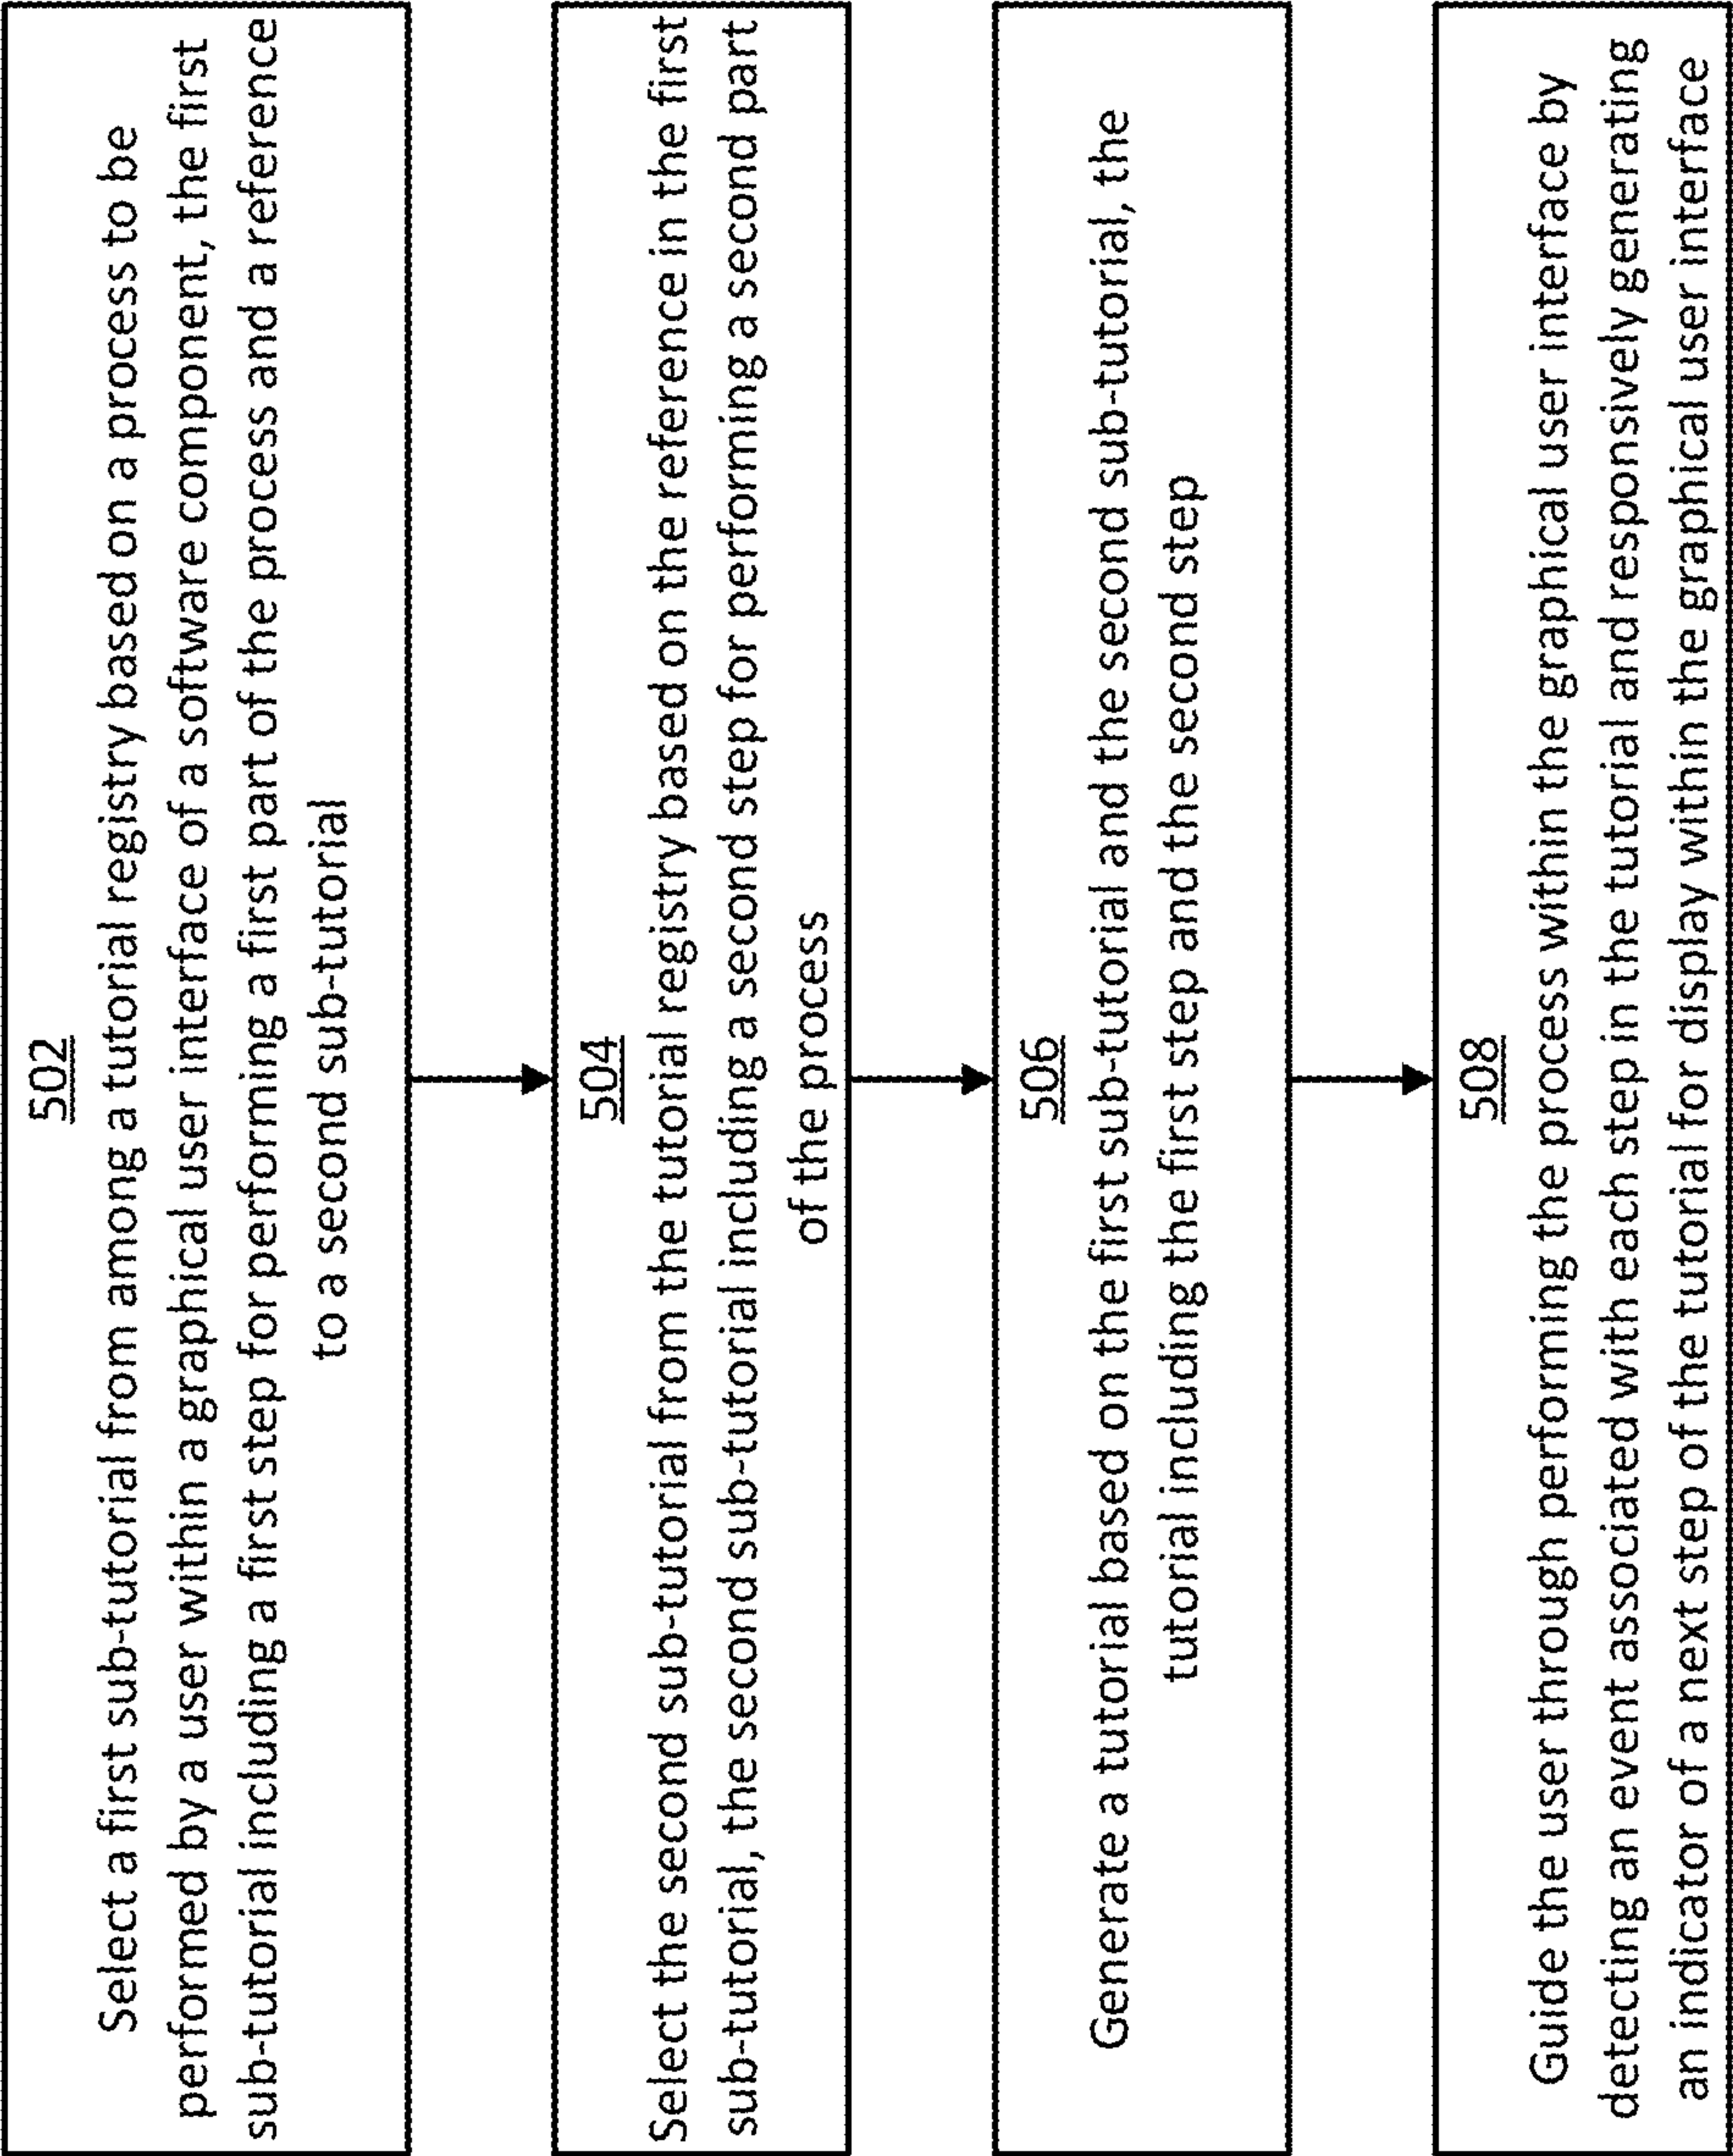 502
Select a first sub-tutorial from among a tutorial registry based on a process to be
performed by a user within a graphical user interface of a software component, the first
sub-tutorial including a first step for performing a first part of the process and a reference
to a second sub-tutorial
504
Select the second sub-tutorial from the tutorial registry based on the reference in the first
sub-tutorial, the second sub-tutorial including a second step for performing a second part
of the process
506
Generate a tutorial based on the first sub-tutorial and the second sub-tutorial, the
tutorial including the first step and the second step
508
Guide the user through performing the process within the graphical user interface by
detecting an event associated with each step in the tutorial and responsively generating
an indicator of a next step of the tutorial for display within the graphical user interface